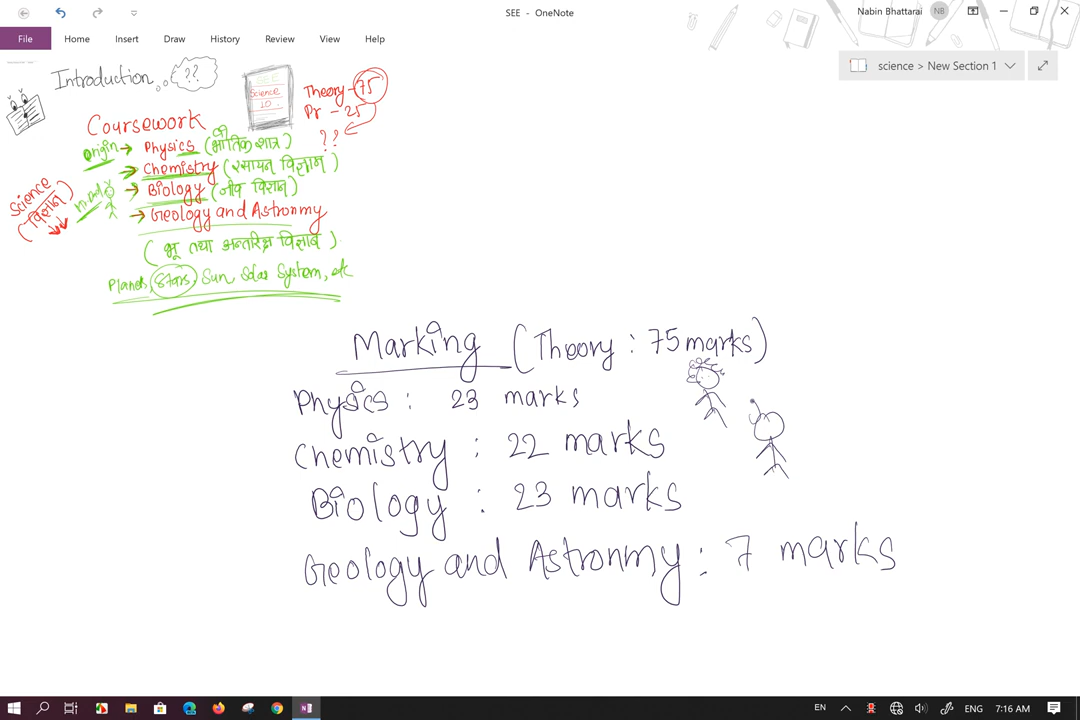 SEE - OneNote
Nabin Bhattarai NB
File Home Insert Draw History Review View Help
science > New Section 1
Introduction... ??
Science
10
Theory - 75
Pr - 25
??
Coursework
Origin → Physics (भौतिक शास्त्र)
→ Chemistry (रसायन विज्ञान)
→ Biology (जीव विज्ञान)
→ Geology and Astronmy
Science
(विज्ञान)
(भू तथा अन्तरिक्ष विज्ञान)
Planets, Stars, Sun, Solar System, etc
Marking (Theory : 75 marks)
Physics : 23 marks
Chemistry : 22 marks
Biology : 23 marks
Geology and Astronmy : 7 marks
EN ENG 7:16 AM